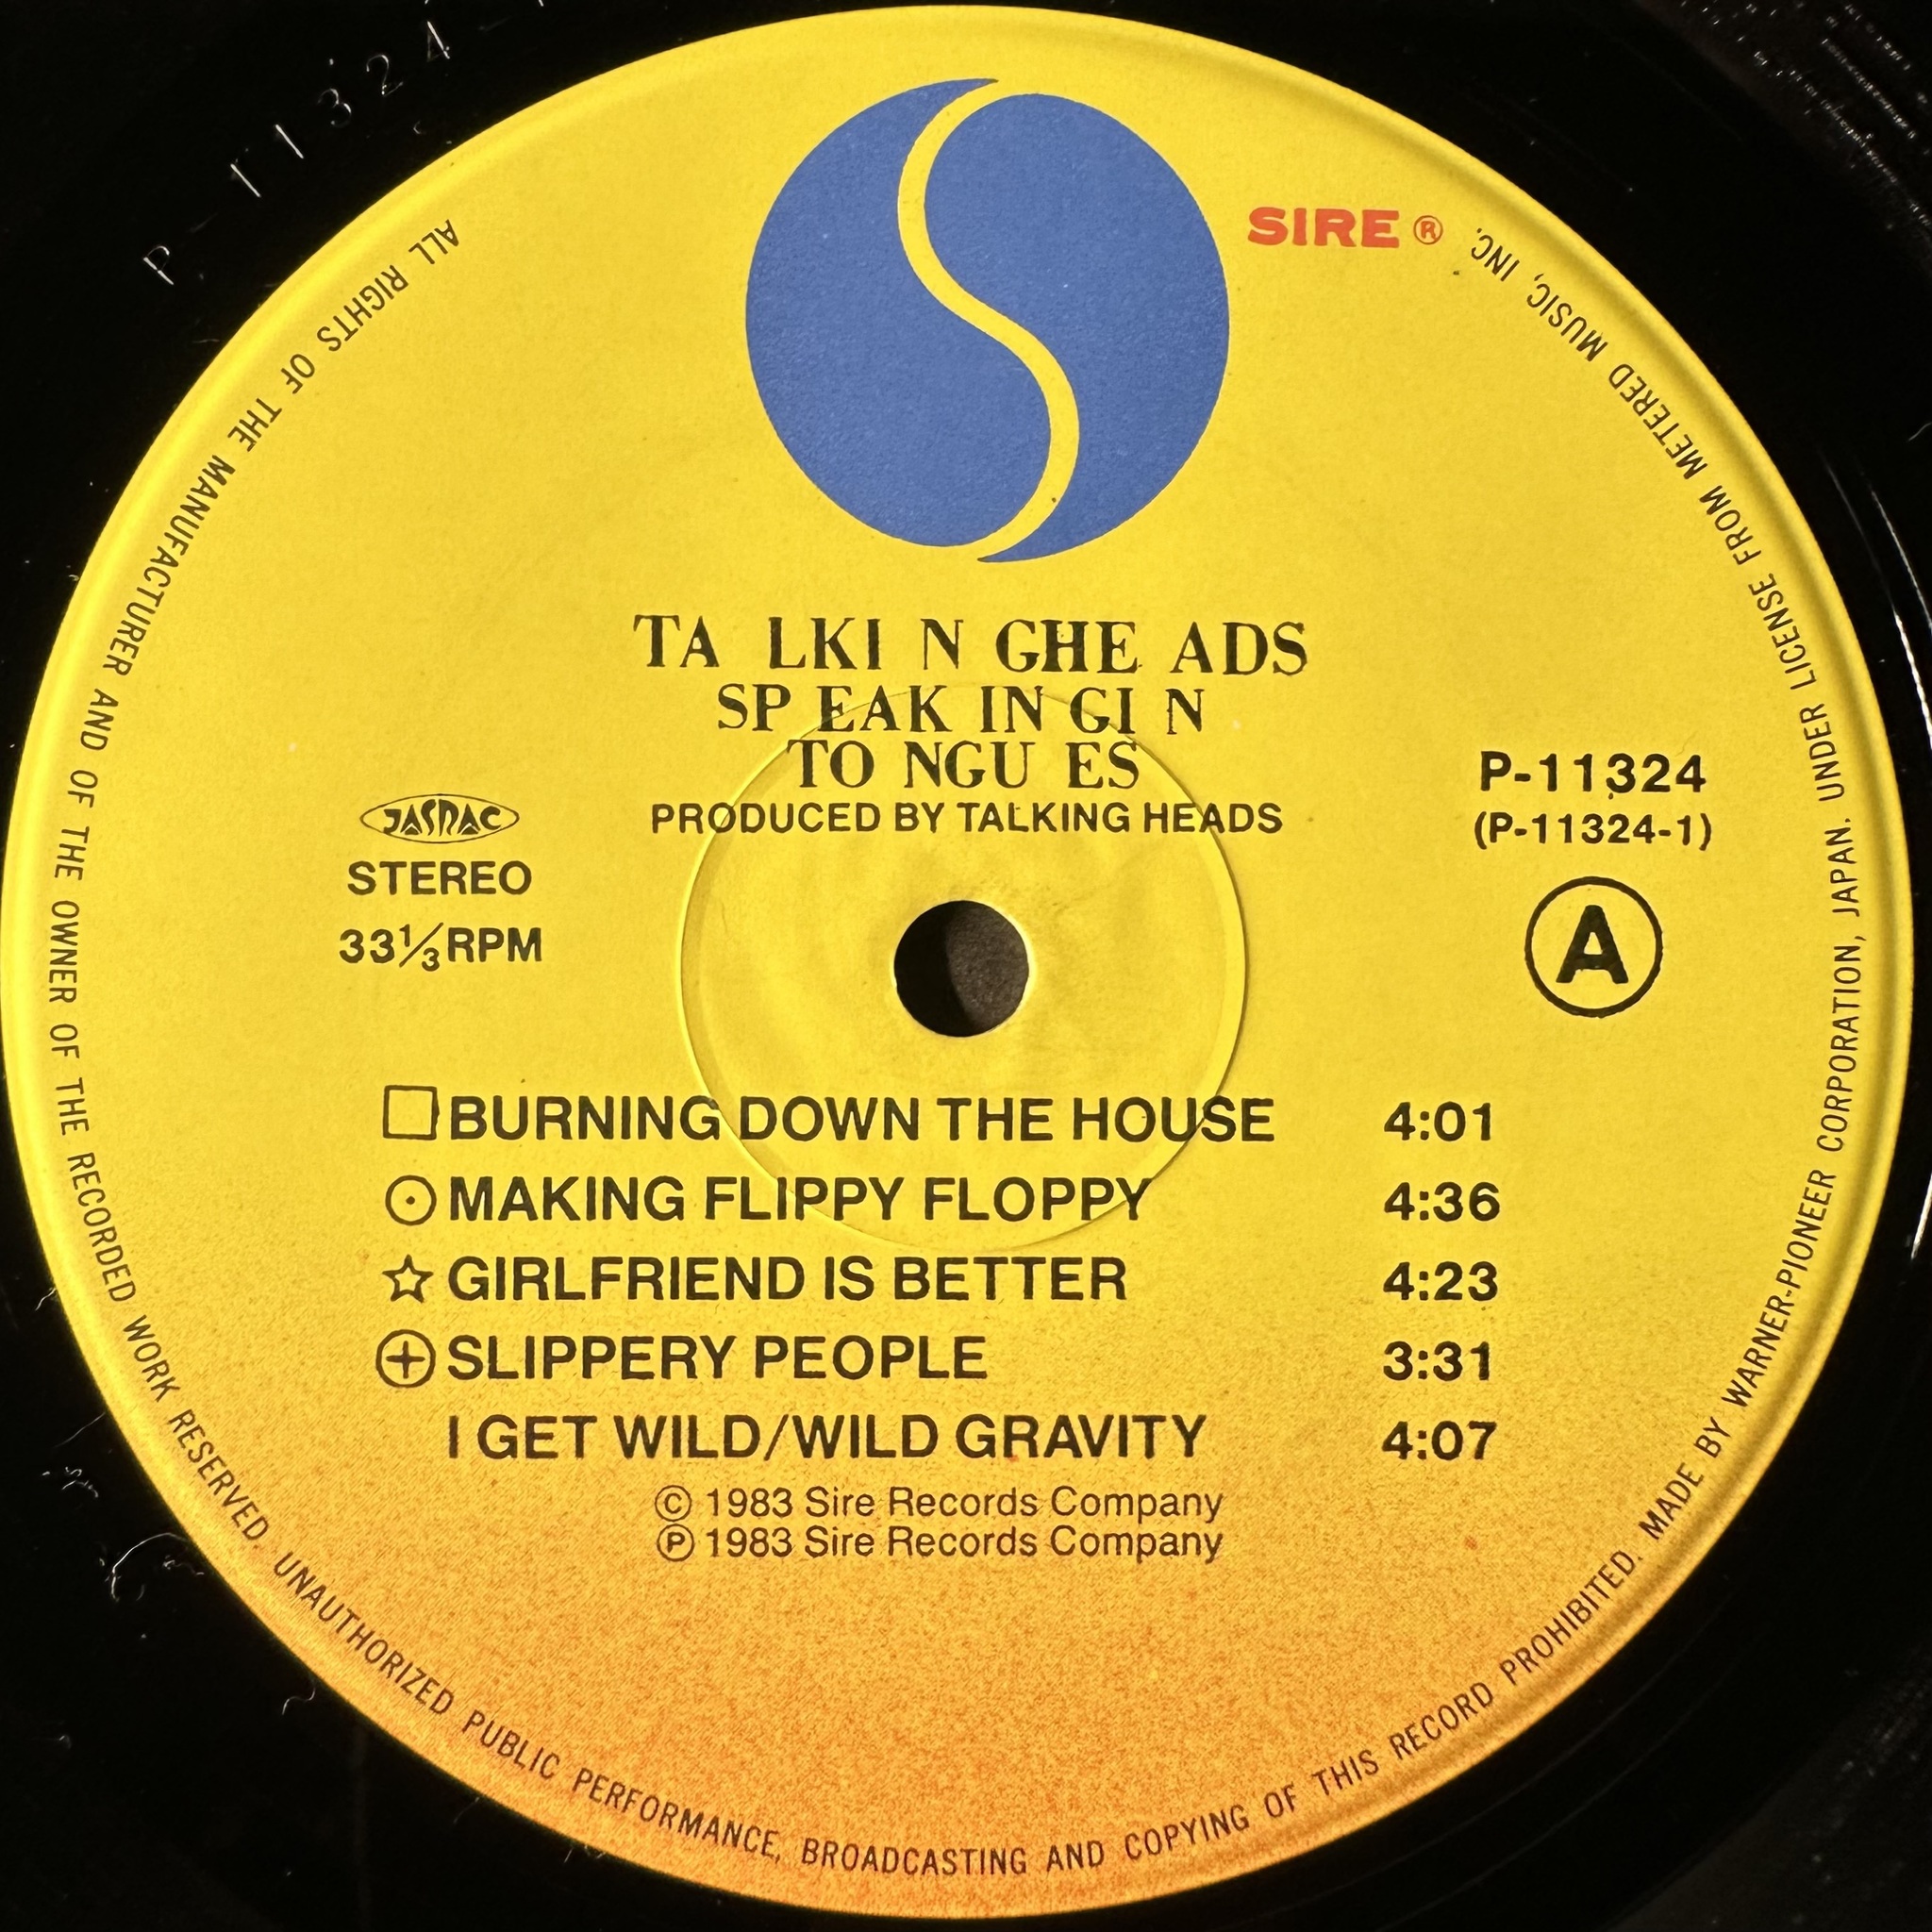 P-11324-
SIRE ®
TA LKI N GHE ADS
SP EAK IN GI N
TO NGU ES
PRODUCED BY TALKING HEADS
JASRAC
STEREO
33⅓ RPM
P-11324
(P-11324-1)
A
BURNING DOWN THE HOUSE 4:01
MAKING FLIPPY FLOPPY 4:36
GIRLFRIEND IS BETTER 4:23
SLIPPERY PEOPLE 3:31
I GET WILD/WILD GRAVITY 4:07
© 1983 Sire Records Company
℗ 1983 Sire Records Company
ALL RIGHTS OF THE MANUFACTURER AND OF THE OWNER OF THE RECORDED WORK RESERVED. UNAUTHORIZED PUBLIC PERFORMANCE, BROADCASTING AND COPYING OF THIS RECORD PROHIBITED. MADE BY WARNER-PIONEER CORPORATION, JAPAN. UNDER LICENSE FROM METERED MUSIC, INC.